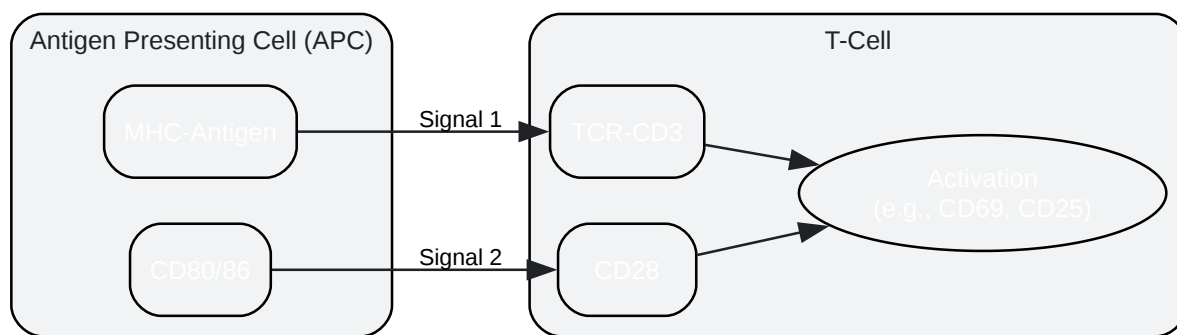 Antigen Presenting Cell (APC)
T-Cell
MHC-Antigen
Signal 1
TCR-CD3
Activation
(e.g., CD69, CD25)
CD80/86
Signal 2
CD28